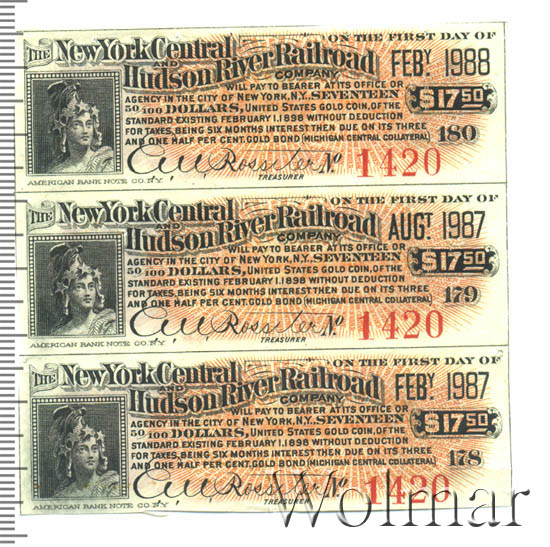 ON THE FIRST DAY OF
THE New York Central
AND
Hudson River Railroad
COMPANY
FEBY. 1988
WILL PAY TO BEARER AT ITS OFFICE OR
AGENCY IN THE CITY OF NEW YORK, N.Y. SEVENTEEN
50/100 DOLLARS, UNITED STATES GOLD COIN, OF THE
STANDARD EXISTING FEBRUARY 1, 1898 WITHOUT DEDUCTION
FOR TAXES, BEING SIX MONTHS INTEREST THEN DUE ON ITS THREE
AND ONE HALF PER CENT. GOLD BOND (MICHIGAN CENTRAL COLLATERAL)
$17 50
180
E.W. Rossiter
TREASURER
No 1420
AMERICAN BANK NOTE CO. N.Y.
ON THE FIRST DAY OF
THE New York Central
AND
Hudson River Railroad
COMPANY
AUGT. 1987
WILL PAY TO BEARER AT ITS OFFICE OR
AGENCY IN THE CITY OF NEW YORK, N.Y. SEVENTEEN
50/100 DOLLARS, UNITED STATES GOLD COIN, OF THE
STANDARD EXISTING FEBRUARY 1, 1898 WITHOUT DEDUCTION
FOR TAXES, BEING SIX MONTHS INTEREST THEN DUE ON ITS THREE
AND ONE HALF PER CENT. GOLD BOND (MICHIGAN CENTRAL COLLATERAL)
$17 50
179
E.W. Rossiter
TREASURER
No 1420
AMERICAN BANK NOTE CO. N.Y.
ON THE FIRST DAY OF
THE New York Central
AND
Hudson River Railroad
COMPANY
FEBY. 1987
WILL PAY TO BEARER AT ITS OFFICE OR
AGENCY IN THE CITY OF NEW YORK, N.Y. SEVENTEEN
50/100 DOLLARS, UNITED STATES GOLD COIN, OF THE
STANDARD EXISTING FEBRUARY 1, 1898 WITHOUT DEDUCTION
FOR TAXES, BEING SIX MONTHS INTEREST THEN DUE ON ITS THREE
AND ONE HALF PER CENT. GOLD BOND (MICHIGAN CENTRAL COLLATERAL)
$17 50
178
E.W. Rossiter
TREASURER
No 1420
AMERICAN BANK NOTE CO. N.Y.
Wolmar